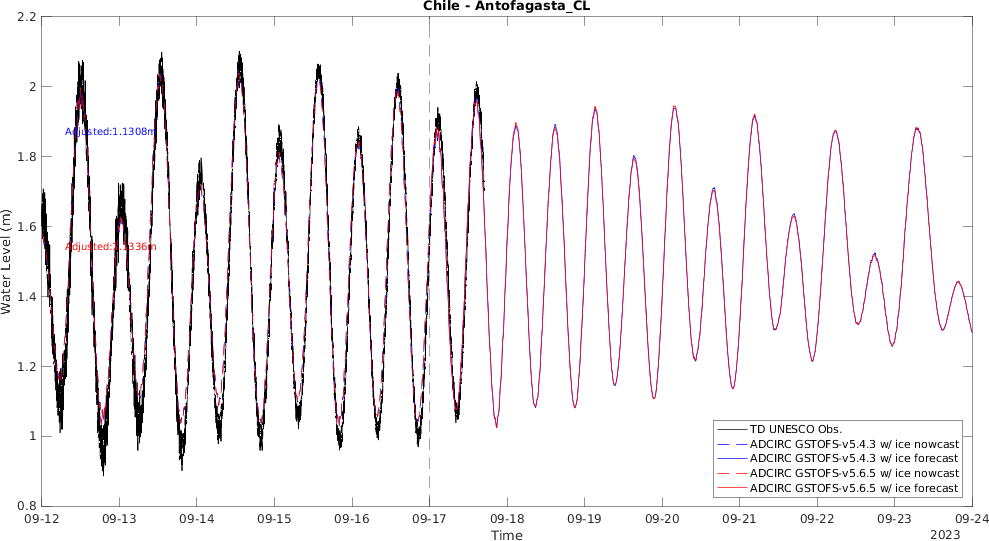 Chile - Antofagasta_CL
2.2
2
1.8
1.6
1.4
1.2
1
0.8
Water Level (m)
Adjusted:1.1308m
Adjusted:1.1336m
TD UNESCO Obs.
ADCIRC GSTOFS-v5.4.3 w/ ice nowcast
ADCIRC GSTOFS-v5.4.3 w/ ice forecast
ADCIRC GSTOFS-v5.6.5 w/ ice nowcast
ADCIRC GSTOFS-v5.6.5 w/ ice forecast
09-12 09-13 09-14 09-15 09-16 09-17 09-18 09-19 09-20 09-21 09-22 09-23 09-24
Time
2023